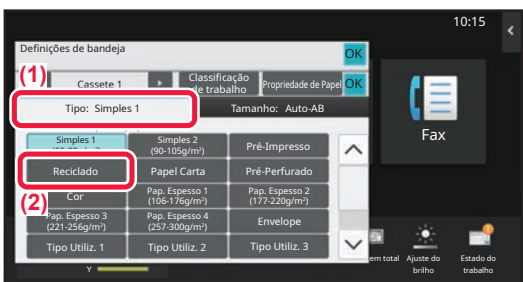 10:15
Definições de bandeja
OK
(1)
Cassete 1
Classificação
de trabalho
Propriedade de Papel
OK
Tipo: Simples 1
Tamanho: Auto-AB
Simples 1
Simples 2
(90-105g/m²)
Pré-Impresso
Fax
Reciclado
Papel Carta
Pré-Perfurado
(2)
Cor
Pap. Espesso 1
(106-176g/m²)
Pap. Espesso 2
(177-220g/m²)
Pap. Espesso 3
(221-256g/m²)
Pap. Espesso 4
(257-300g/m²)
Envelope
Tipo Utiliz. 1
Tipo Utiliz. 2
Tipo Utiliz. 3
em total
Ajuste do
brilho
Estado do
trabalho
Y